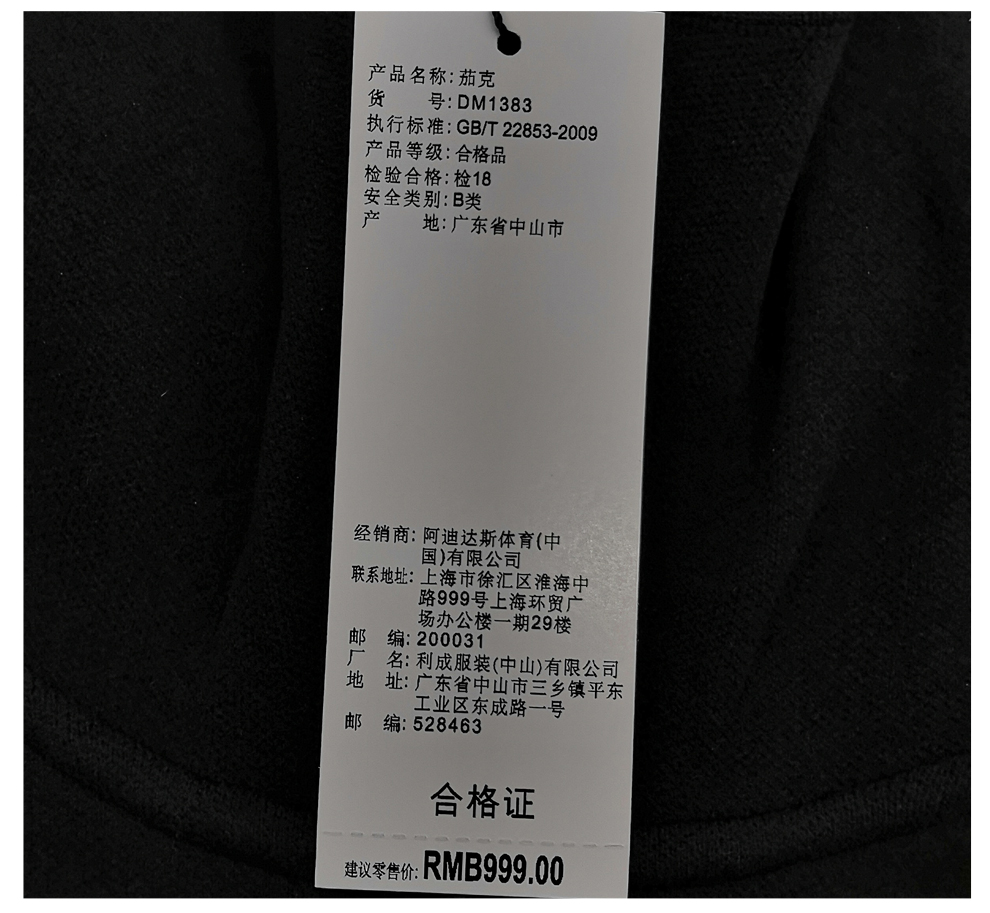 产品名称:茄克
货 号:DM1383
执行标准:GB/T 22853-2009
产品等级:合格品
检验合格:检18
安全类别:B类
产 地:广东省中山市
经销商:阿迪达斯体育(中
国)有限公司
联系地址:上海市徐汇区淮海中
路999号上海环贸广
场办公楼一期29楼
邮 编:200031
厂 名:利成服装(中山)有限公司
地 址:广东省中山市三乡镇平东
工业区东成路一号
邮 编:528463
合格证
建议零售价:RMB999.00